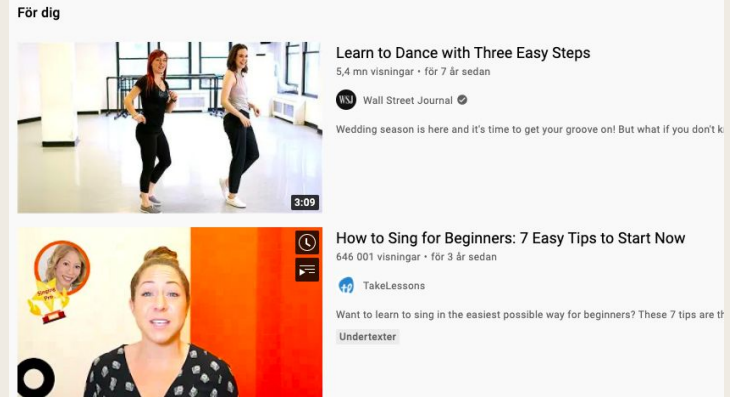 För dig
Learn to Dance with Three Easy Steps
5,4 mn visningar • för 7 år sedan
WSJ Wall Street Journal
Wedding season is here and it's time to get your groove on! But what if you don't
3:09
How to Sing for Beginners: 7 Easy Tips to Start Now
646 001 visningar • för 3 år sedan
TakeLessons
Want to learn to sing in the easiest possible way for beginners? These 7 tips are
Undertexter
Singing
Pro